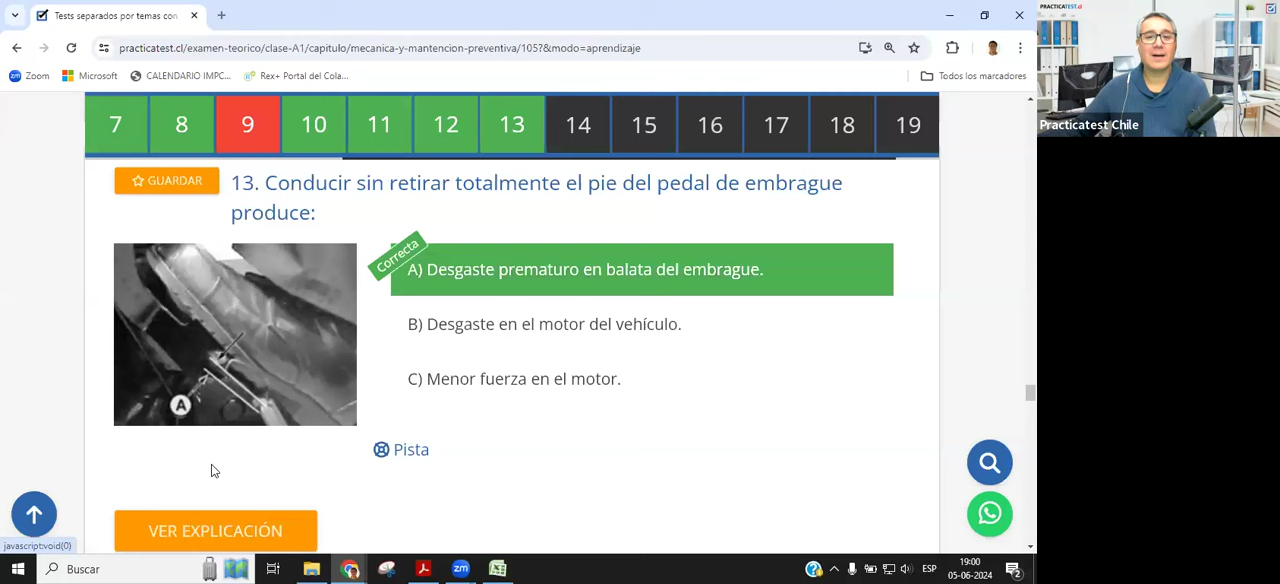 Tests separados por temas con
practicatest.cl/examen-teorico/clase-A1/capitulo/mecanica-y-mantencion-preventiva/105?&modo=aprendizaje
Zoom
Microsoft
CALENDARIO IMPC...
Rex+ Portal del Cola...
Todos los marcadores
PRACTICATEST.cl
Practicatest Chile
7
8
9
10
11
12
13
14
15
16
17
18
19
GUARDAR
13. Conducir sin retirar totalmente el pie del pedal de embrague
produce:
Correcta
A) Desgaste prematuro en balata del embrague.
B) Desgaste en el motor del vehículo.
C) Menor fuerza en el motor.
A
Pista
VER EXPLICACIÓN
javascript:void(0)
Buscar
ESP
19:00
05-06-2024
2